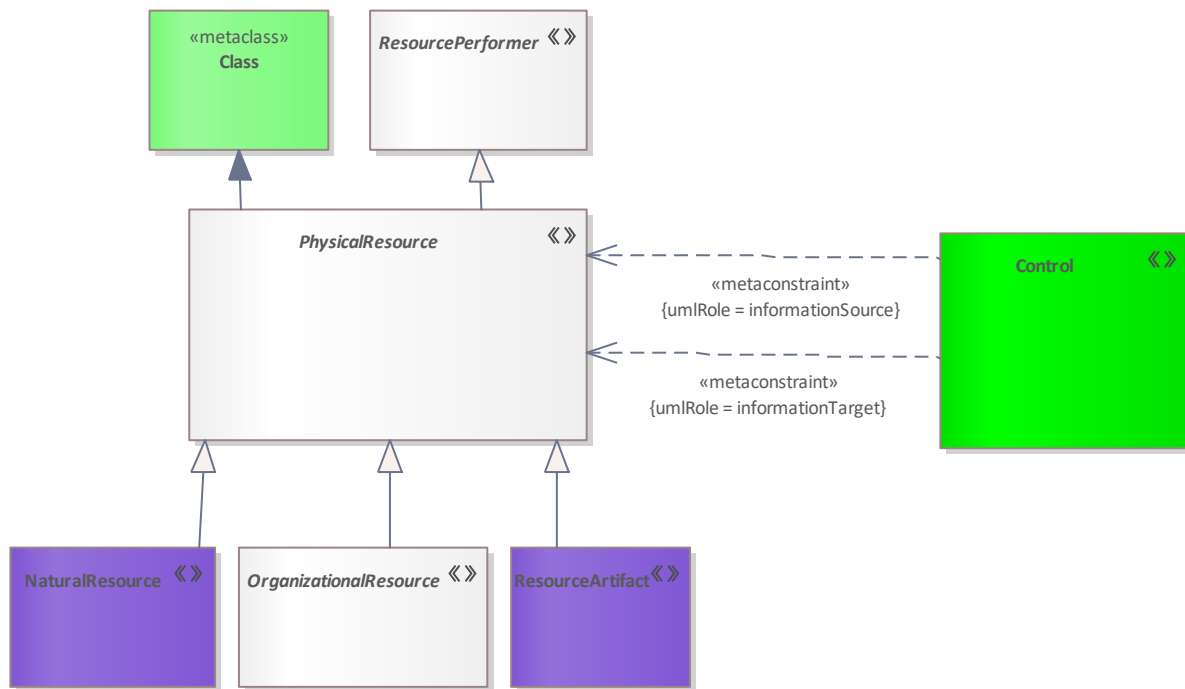 «metaclass»
Class
ResourcePerformer «»
PhysicalResource «»
Control «»
«metaconstraint»
{umlRole = informationSource}
«metaconstraint»
{umlRole = informationTarget}
NaturalResource «»
OrganizationalResource «»
ResourceArtifact «»